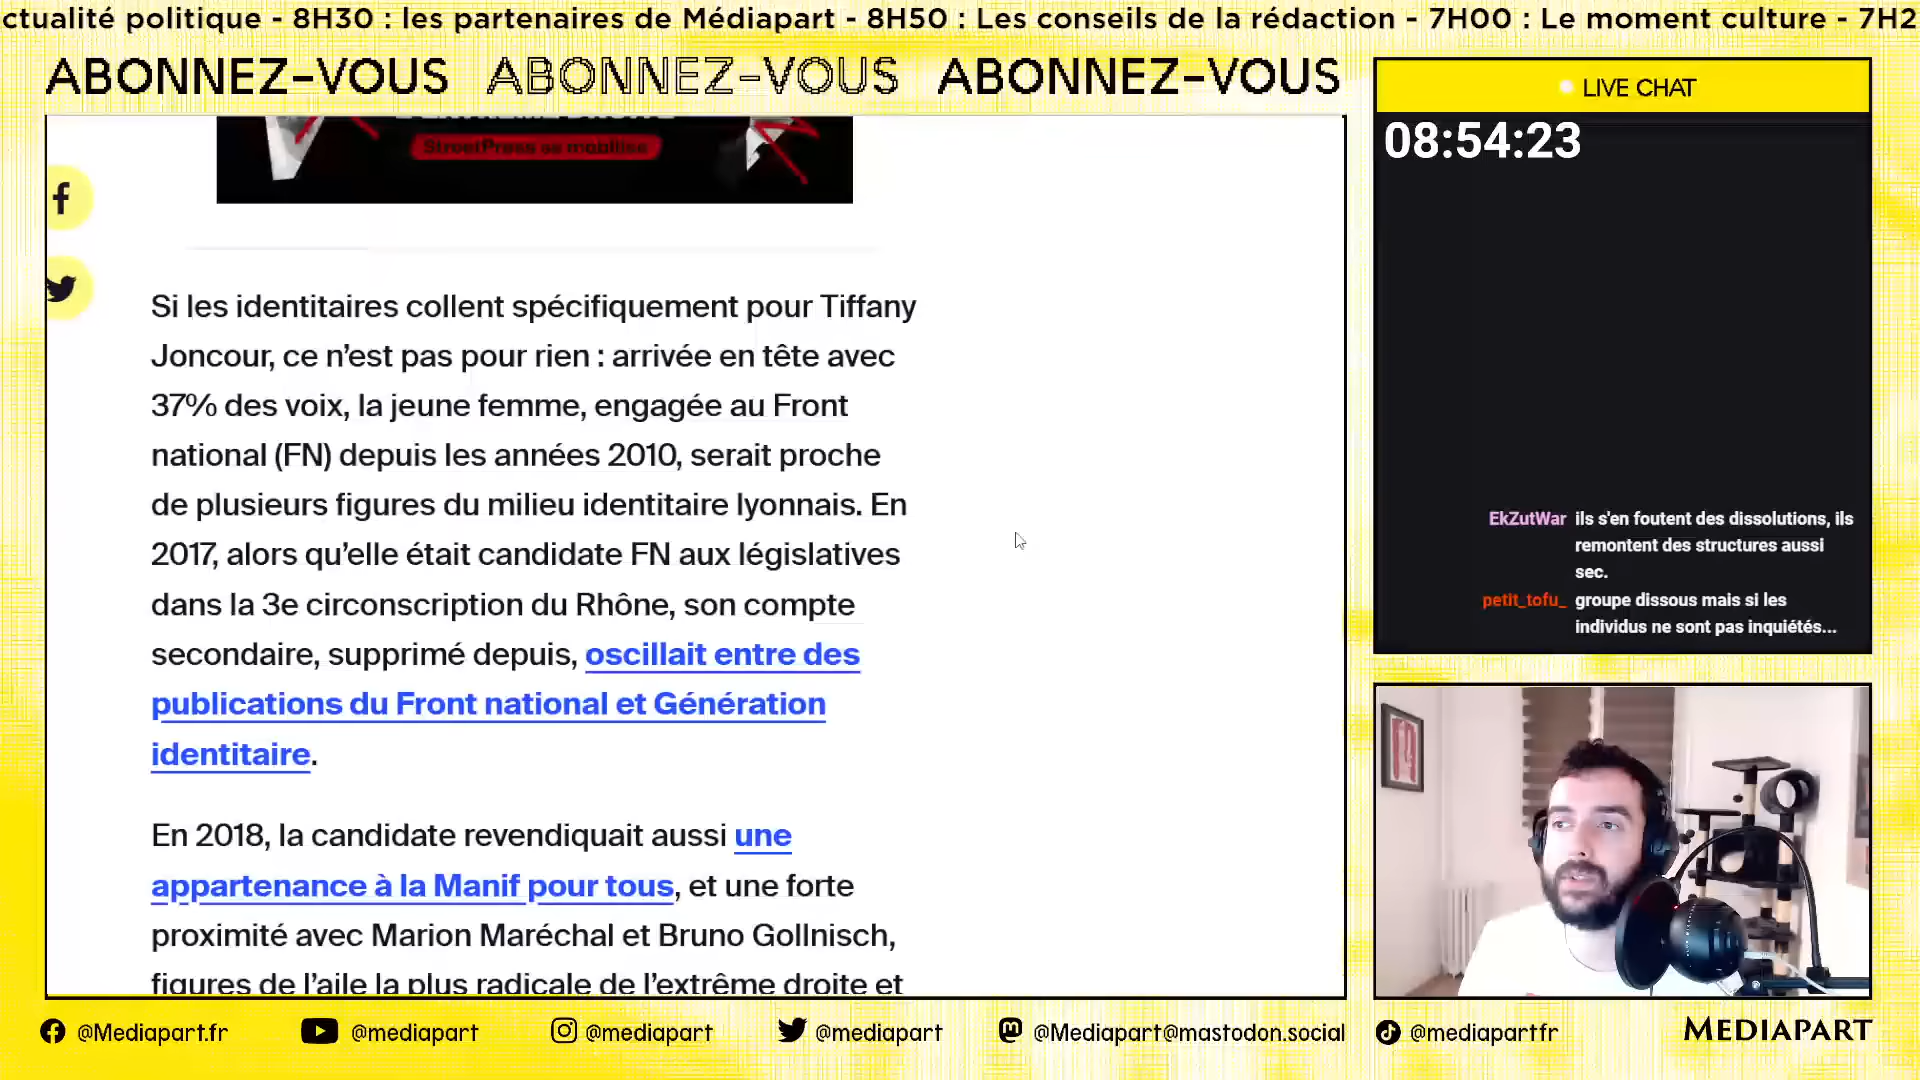 ctualité politique - 8H30 : les partenaires de Médiapart - 8H50 : Les conseils de la rédaction - 7H00 : Le moment culture - 7H2
ABONNEZ-VOUS ABONNEZ-VOUS ABONNEZ-VOUS
StreetPress se mobilise
Si les identitaires collent spécifiquement pour Tiffany
Joncour, ce n’est pas pour rien : arrivée en tête avec
37% des voix, la jeune femme, engagée au Front
national (FN) depuis les années 2010, serait proche
de plusieurs figures du milieu identitaire lyonnais. En
2017, alors qu’elle était candidate FN aux législatives
dans la 3e circonscription du Rhône, son compte
secondaire, supprimé depuis, oscillait entre des
publications du Front national et Génération
identitaire.
En 2018, la candidate revendiquait aussi une
appartenance à la Manif pour tous, et une forte
proximité avec Marion Maréchal et Bruno Gollnisch,
figures de l’aile la plus radicale de l’extrême droite et
LIVE CHAT
08:54:23
EkZutWar ils s'en foutent des dissolutions, ils
remontent des structures aussi
sec.
petit_tofu_ groupe dissous mais si les
individus ne sont pas inquiétés...
@Mediapart.fr @mediapart @mediapart @mediapart @Mediapart@mastodon.social @mediapartfr MEDIAPART